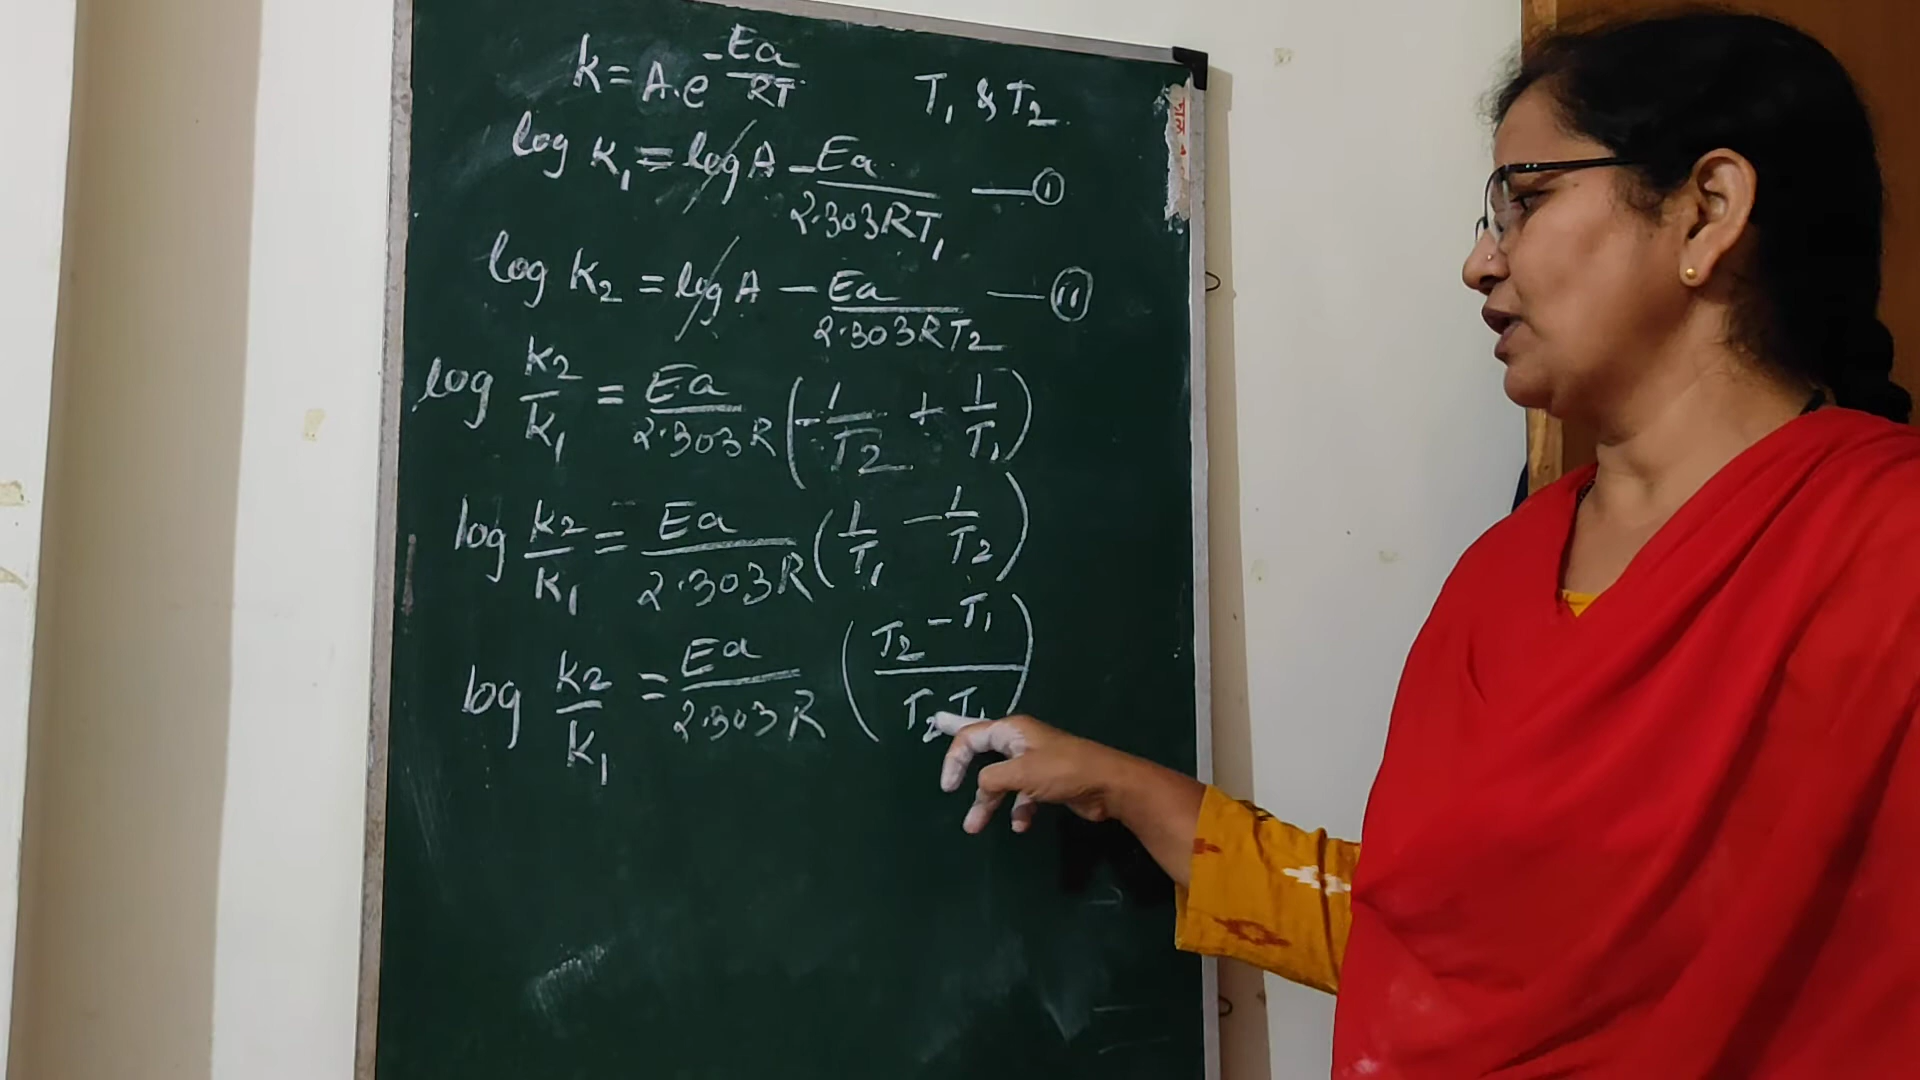 k = A.e^(-Ea/RT) T₁ & T₂
log K₁ = log A - Ea/2.303RT₁ — (i)
log K₂ = log A - Ea/2.303RT₂ — (ii)
log K₂/K₁ = Ea/2.303R (-1/T₂ + 1/T₁)
log K₂/K₁ = Ea/2.303R (1/T₁ - 1/T₂)
log K₂/K₁ = Ea/2.303R (T₂ - T₁/T₂T₁)